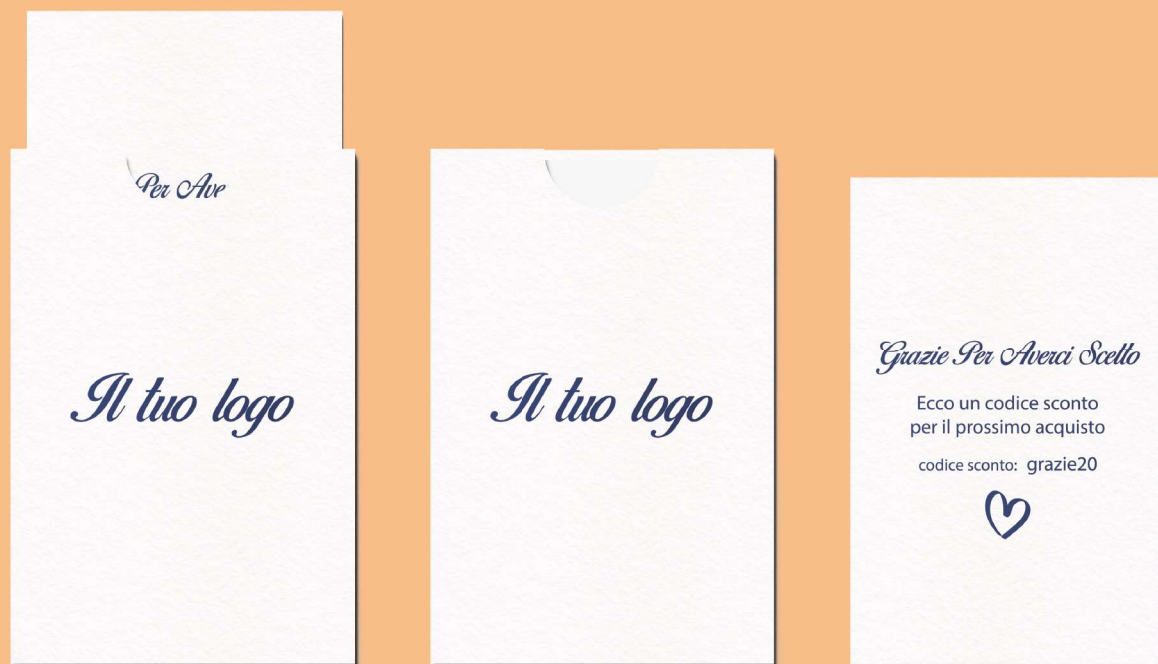 Per Ave
Il tuo logo
Il tuo logo
Grazie Per Averci Scelto
Ecco un codice sconto
per il prossimo acquisto
codice sconto: grazie20